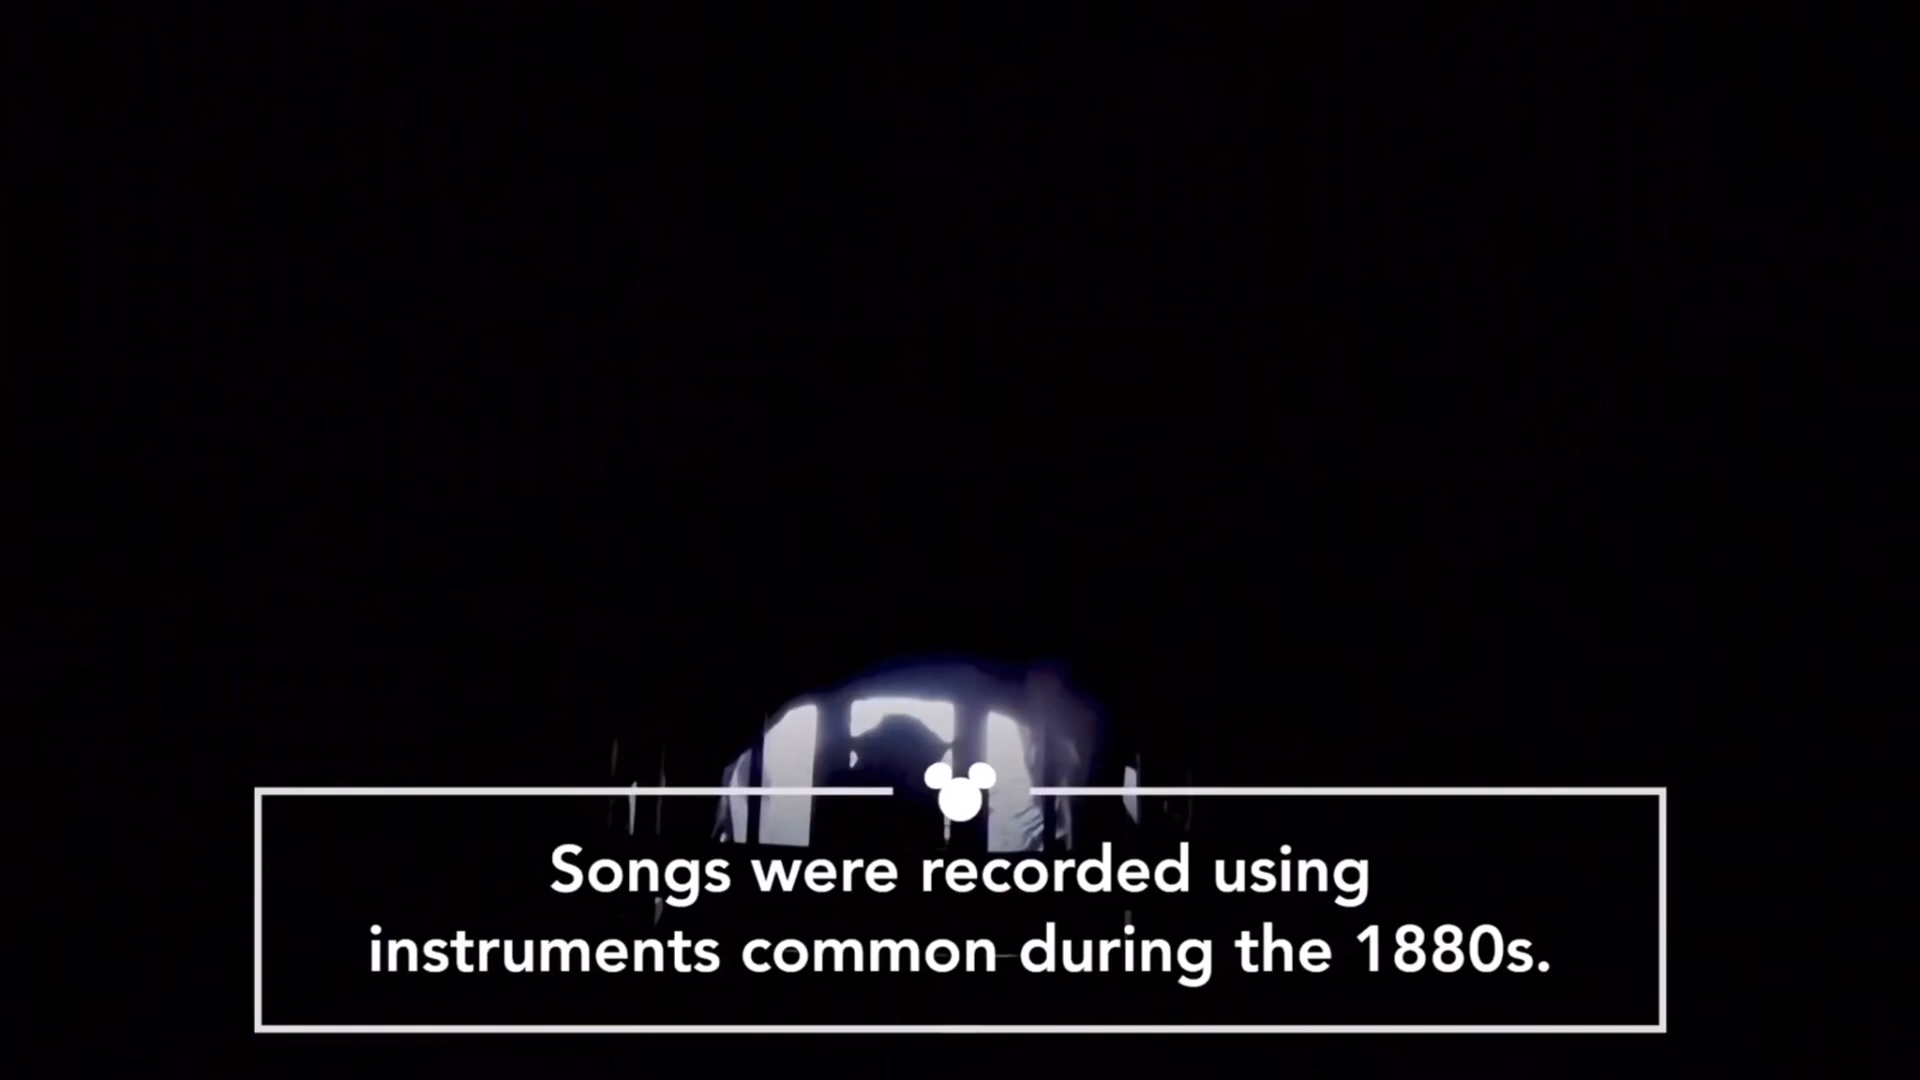 Songs were recorded using
instruments common during the 1880s.